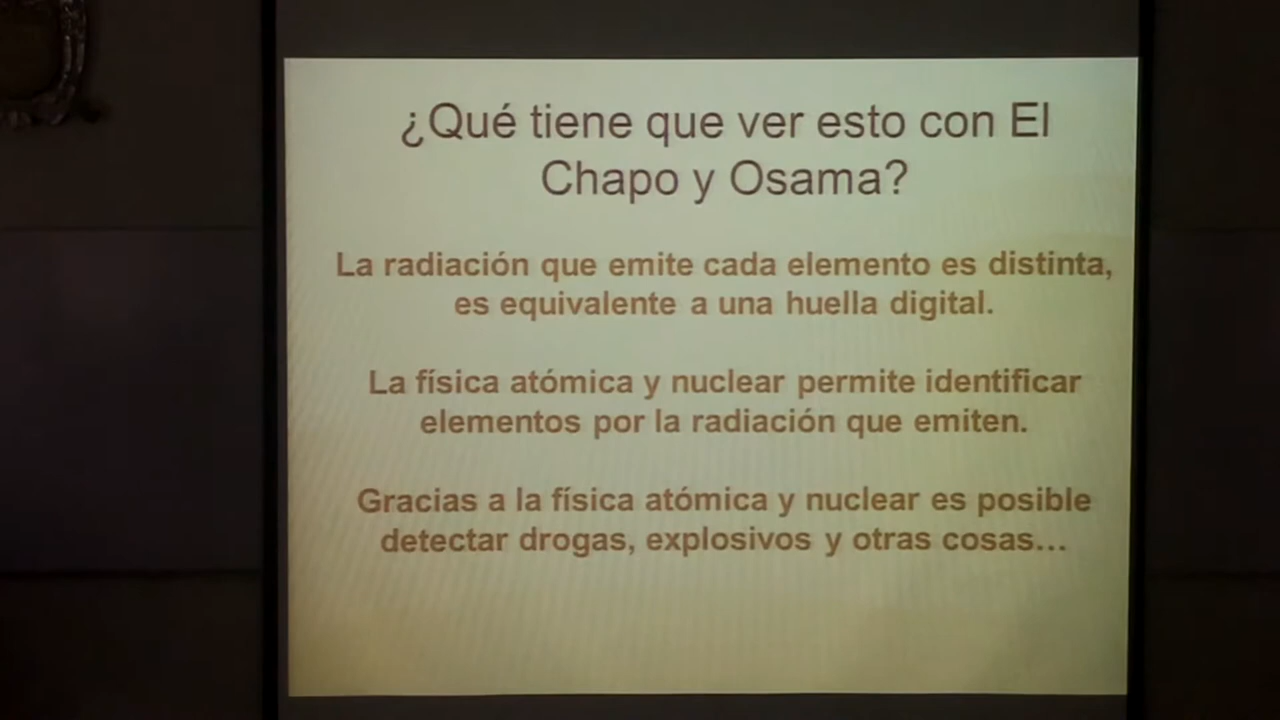 ¿Qué tiene que ver esto con El
Chapo y Osama?
La radiación que emite cada elemento es distinta,
es equivalente a una huella digital.
La física atómica y nuclear permite identificar
elementos por la radiación que emiten.
Gracias a la física atómica y nuclear es posible
detectar drogas, explosivos y otras cosas...